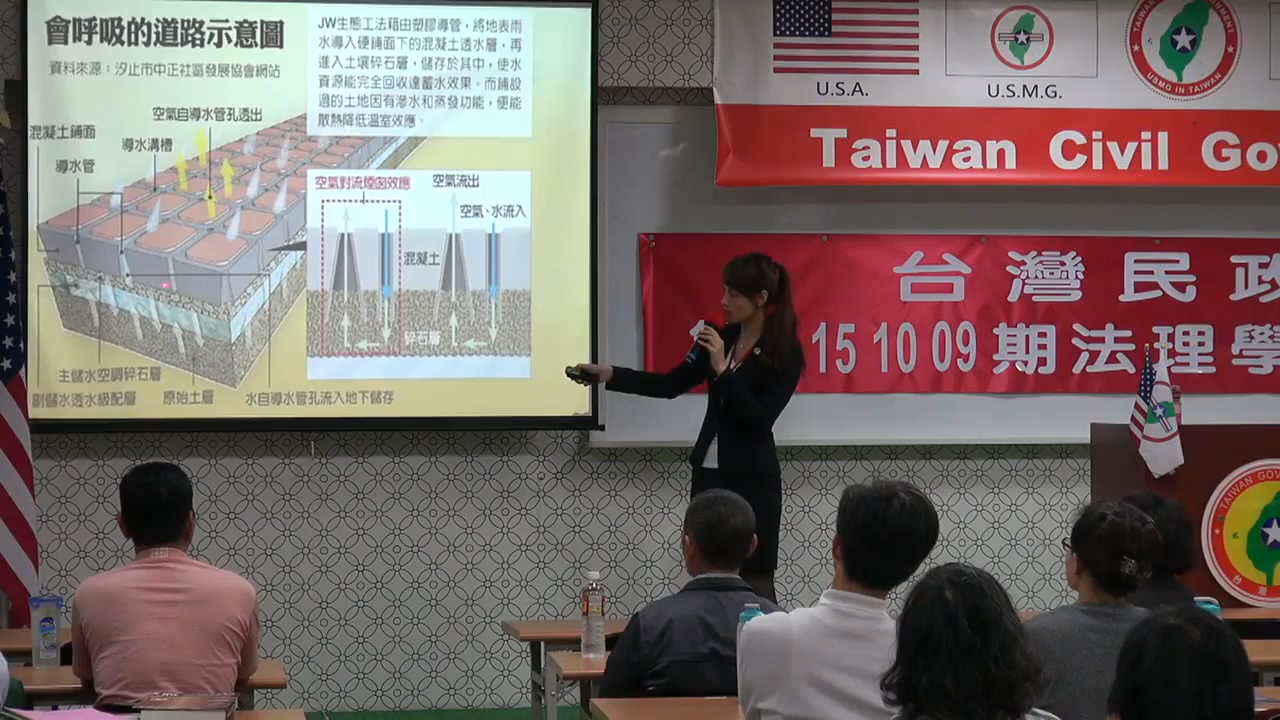 會呼吸的道路示意圖
資料來源：汐止市中正社區發展協會網站
JW生態工法藉由塑膠導管，將地表雨
水導入硬鋪面下的混凝土透水層，再
進入土壤碎石層，儲存於其中，使水
資源能完全回收達蓄水效果。而鋪設
過的土地因有滲水和蒸發功能，便能
散熱降低溫室效應。
空氣自導水管孔透出
混凝土鋪面
導水溝槽
導水管
空氣對流煙囪效應
空氣流出
空氣、水流入
混凝土
碎石層
主儲水空調碎石層
副儲水透水級配層
原始土層
水自導水管孔流入地下儲存
U.S.A.
U.S.M.G.
USMG IN TAIWAN
Taiwan Civil Go
台灣民政
15 10 09 期法理學
TAIWAN GOV